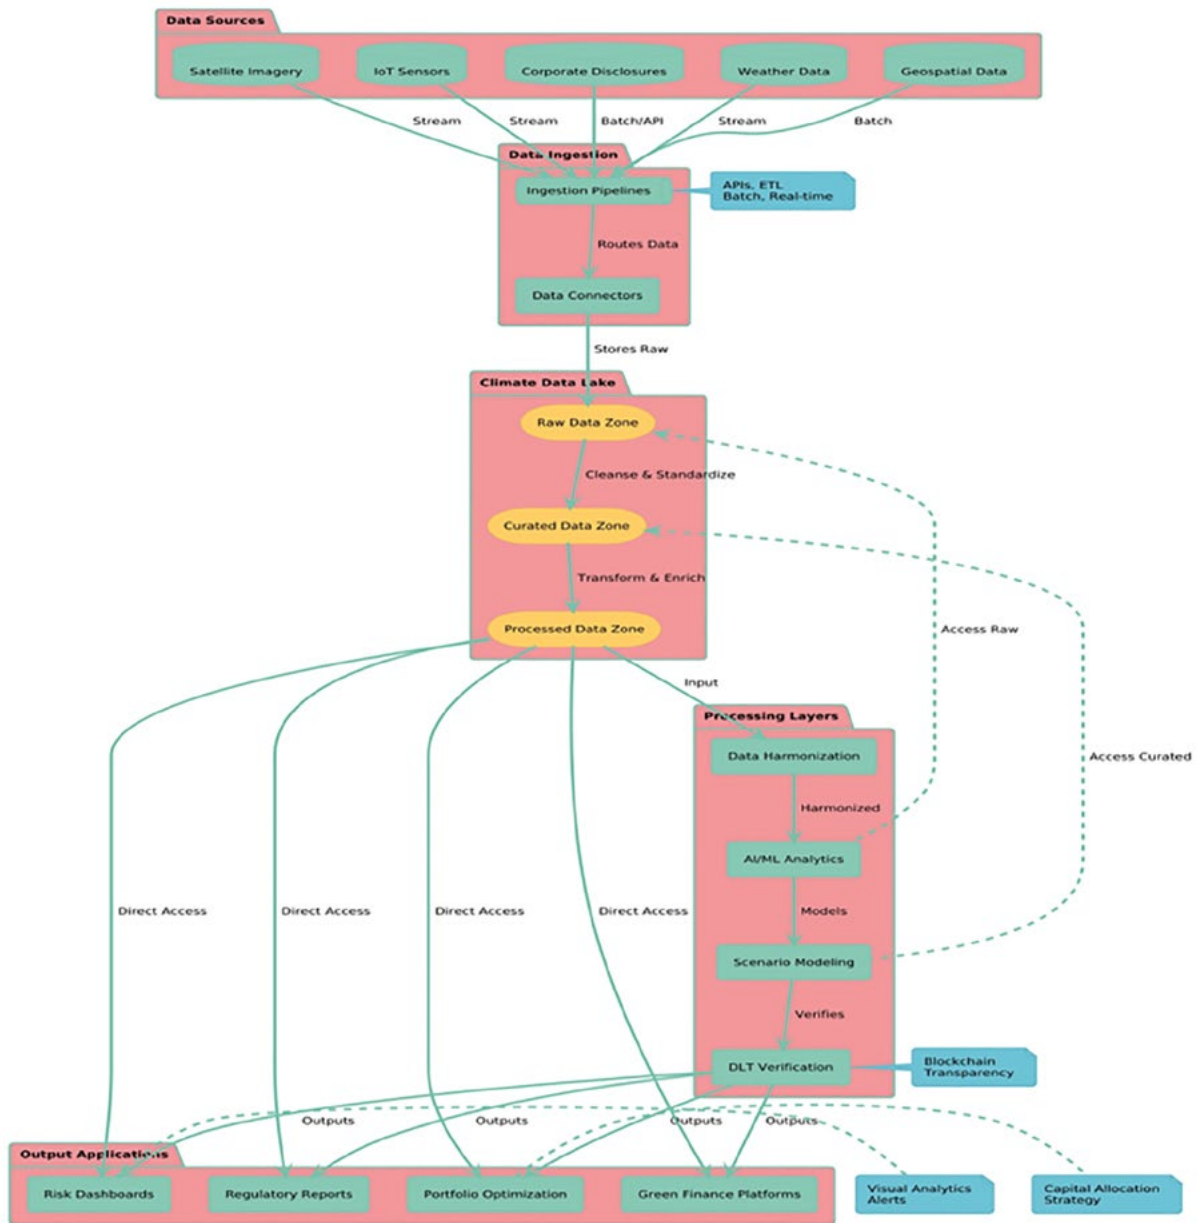 Data Sources
Satellite Imagery
IoT Sensors
Corporate Disclosures
Weather Data
Geospatial Data
Stream
Stream
Batch/API
Stream
Batch
Data Ingestion
Ingestion Pipelines
APIs, ETL
Batch, Real-time
Routes Data
Data Connectors
Stores Raw
Climate Data Lake
Raw Data Zone
Cleanse & Standardize
Curated Data Zone
Transform & Enrich
Processed Data Zone
Access Raw
Input
Processing Layers
Data Harmonization
Access Curated
Harmonized
AI/ML Analytics
Direct Access
Direct Access
Direct Access
Direct Access
Models
Scenario Modeling
Verifies
DLT Verification
Blockchain
Transparency
Outputs
Outputs
Outputs
Outputs
Output Applications
Risk Dashboards
Regulatory Reports
Portfolio Optimization
Green Finance Platforms
Visual Analytics
Alerts
Capital Allocation
Strategy